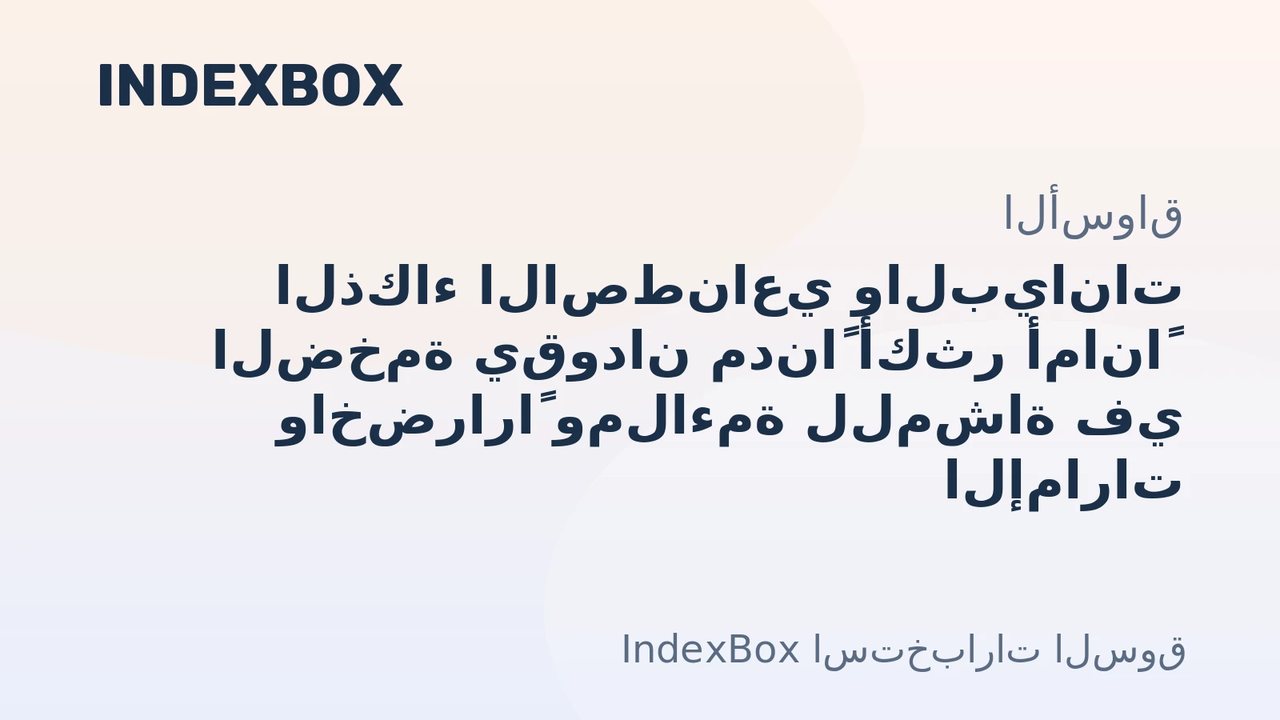 INDEXBOX
الأسواق
الذكاء الاصطناعي والبيانات
الضخمة يقودان مدناً أكثر أماناً
واخضراراً وملاءمة للمشاة في
الإمارات
IndexBox استخبارات السوق